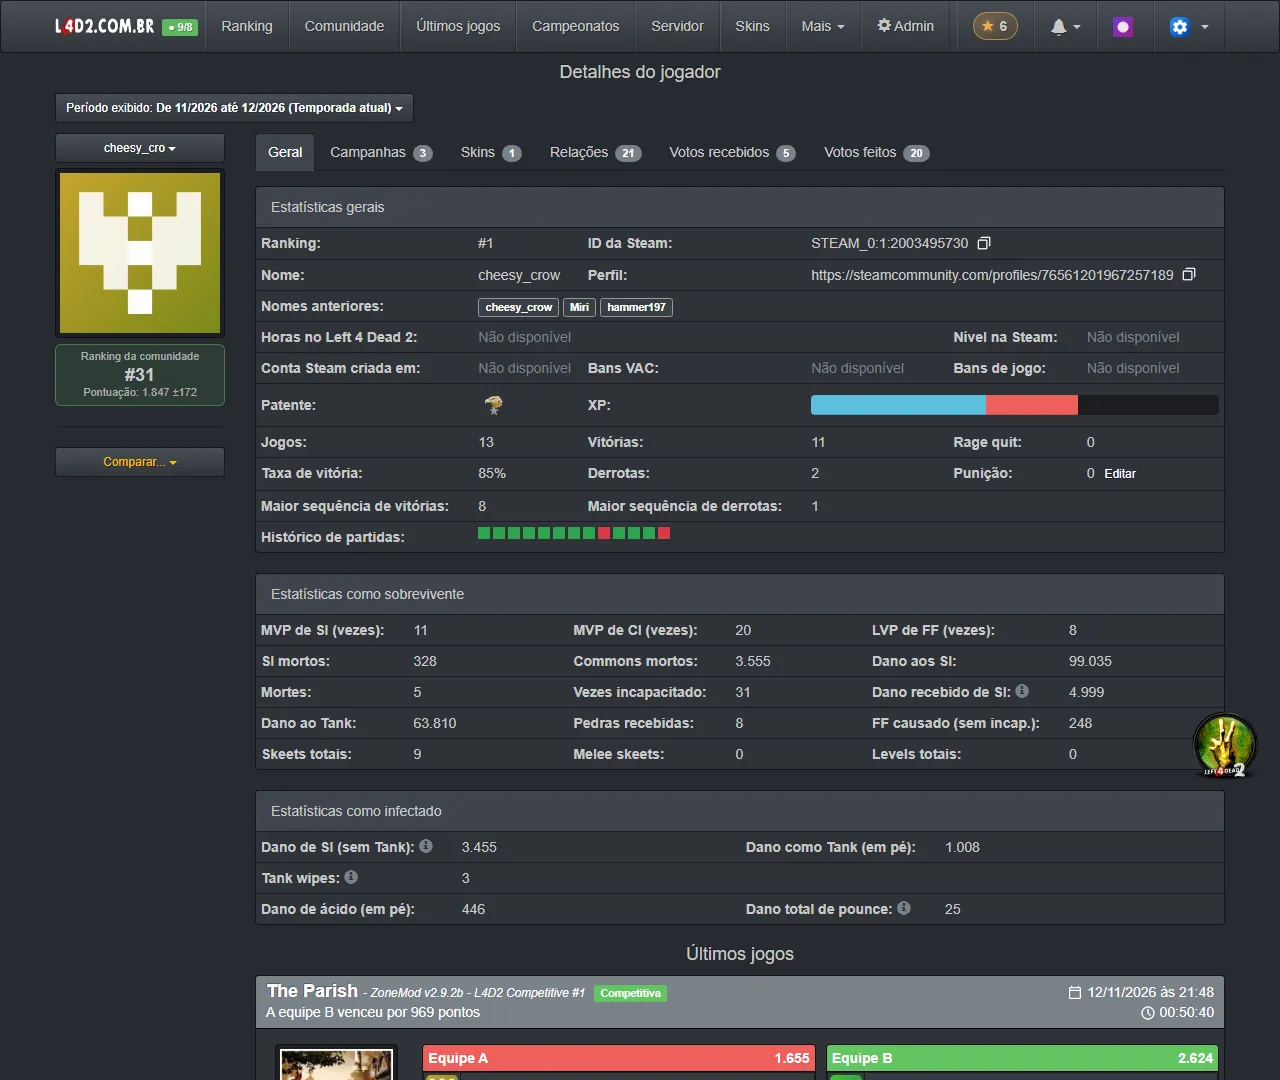 L4D2.COM.BR 9/8 Ranking Comunidade Últimos jogos Campeonatos Servidor Skins Mais Admin 6
Detalhes do jogador
Período exibido: De 11/2026 até 12/2026 (Temporada atual)
cheesy_cro
Ranking da comunidade
#31
Pontuação: 1.847 ±172
Comparar...
Geral Campanhas 3 Skins 1 Relações 21 Votos recebidos 5 Votos feitos 20
Estatísticas gerais
Ranking: #1 ID da Steam: STEAM_0:1:2003495730
Nome: cheesy_crow Perfil: https://steamcommunity.com/profiles/76561201967257189
Nomes anteriores: cheesy_crow Miri hammer197
Horas no Left 4 Dead 2: Não disponível Nível na Steam: Não disponível
Conta Steam criada em: Não disponível Bans VAC: Não disponível Bans de jogo: Não disponível
Patente: XP:
Jogos: 13 Vitórias: 11 Rage quit: 0
Taxa de vitória: 85% Derrotas: 2 Punição: 0 Editar
Maior sequência de vitórias: 8 Maior sequência de derrotas: 1
Histórico de partidas:
Estatísticas como sobrevivente
MVP de SI (vezes): 11 MVP de CI (vezes): 20 LVP de FF (vezes): 8
SI mortos: 328 Commons mortos: 3.555 Dano aos SI: 99.035
Mortes: 5 Vezes incapacitado: 31 Dano recebido de SI: 4.999
Dano ao Tank: 63.810 Pedras recebidas: 8 FF causado (sem incap.): 248
Skeets totais: 9 Melee skeets: 0 Levels totais: 0
LEFT 4 DEAD 2
Estatísticas como infectado
Dano de SI (sem Tank): 3.455 Dano como Tank (em pé): 1.008
Tank wipes: 3
Dano de ácido (em pé): 446 Dano total de pounce: 25
Últimos jogos
The Parish - ZoneMod v2.9.2b - L4D2 Competitive #1 Competitiva 12/11/2026 às 21:48
A equipe B venceu por 969 pontos 00:50:40
Equipe A 1.655 Equipe B 2.624